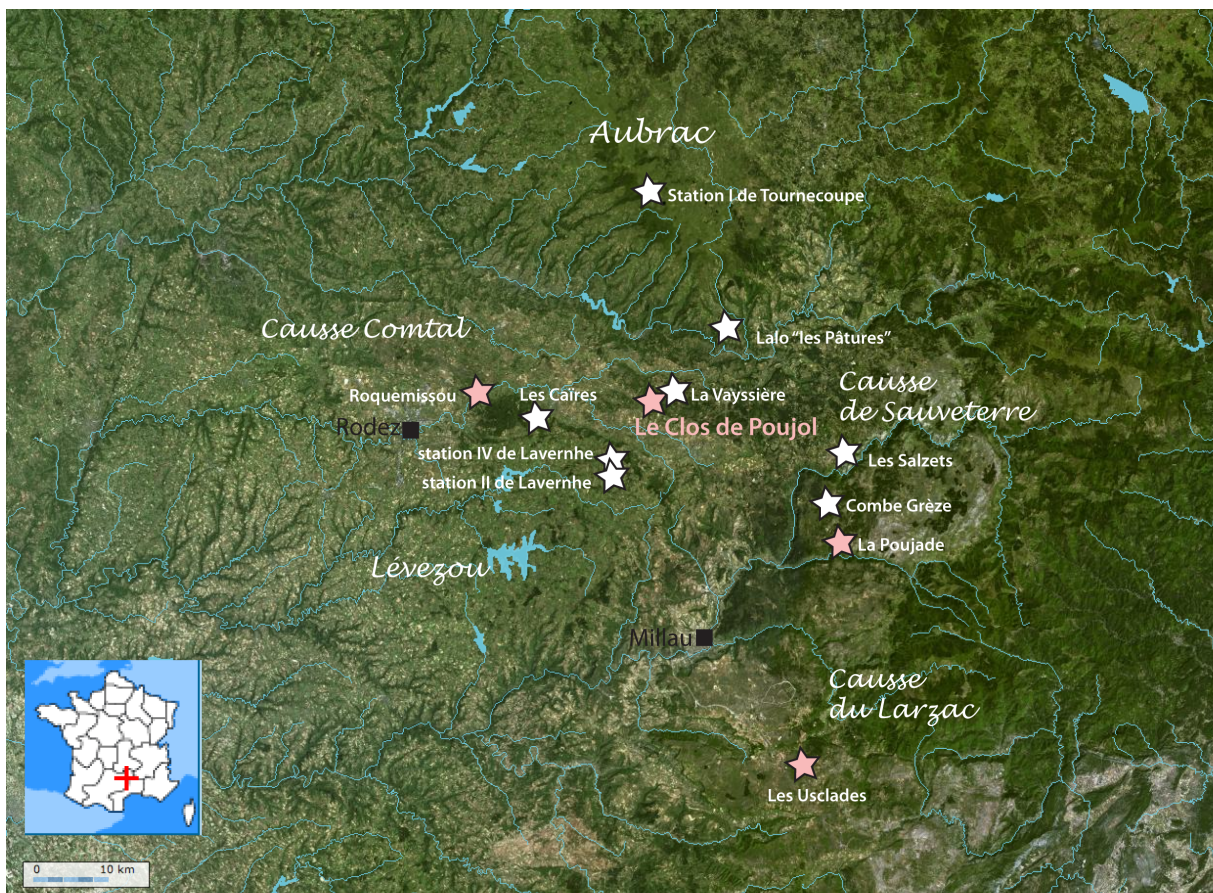 Aubrac
Station I de Tournecoupe
Causse Comtal
Lalo "les Pâtures"
Roquemissou
Les Caïres
La Vayssière
Causse
de Sauveterre
Rodez
Le Clos de Poujol
station IV de Lavernhe
Les Salzets
station II de Lavernhe
Combe Grèze
La Poujade
Lévezou
Millau
Causse
du Larzac
Les Usclades
0 10 km